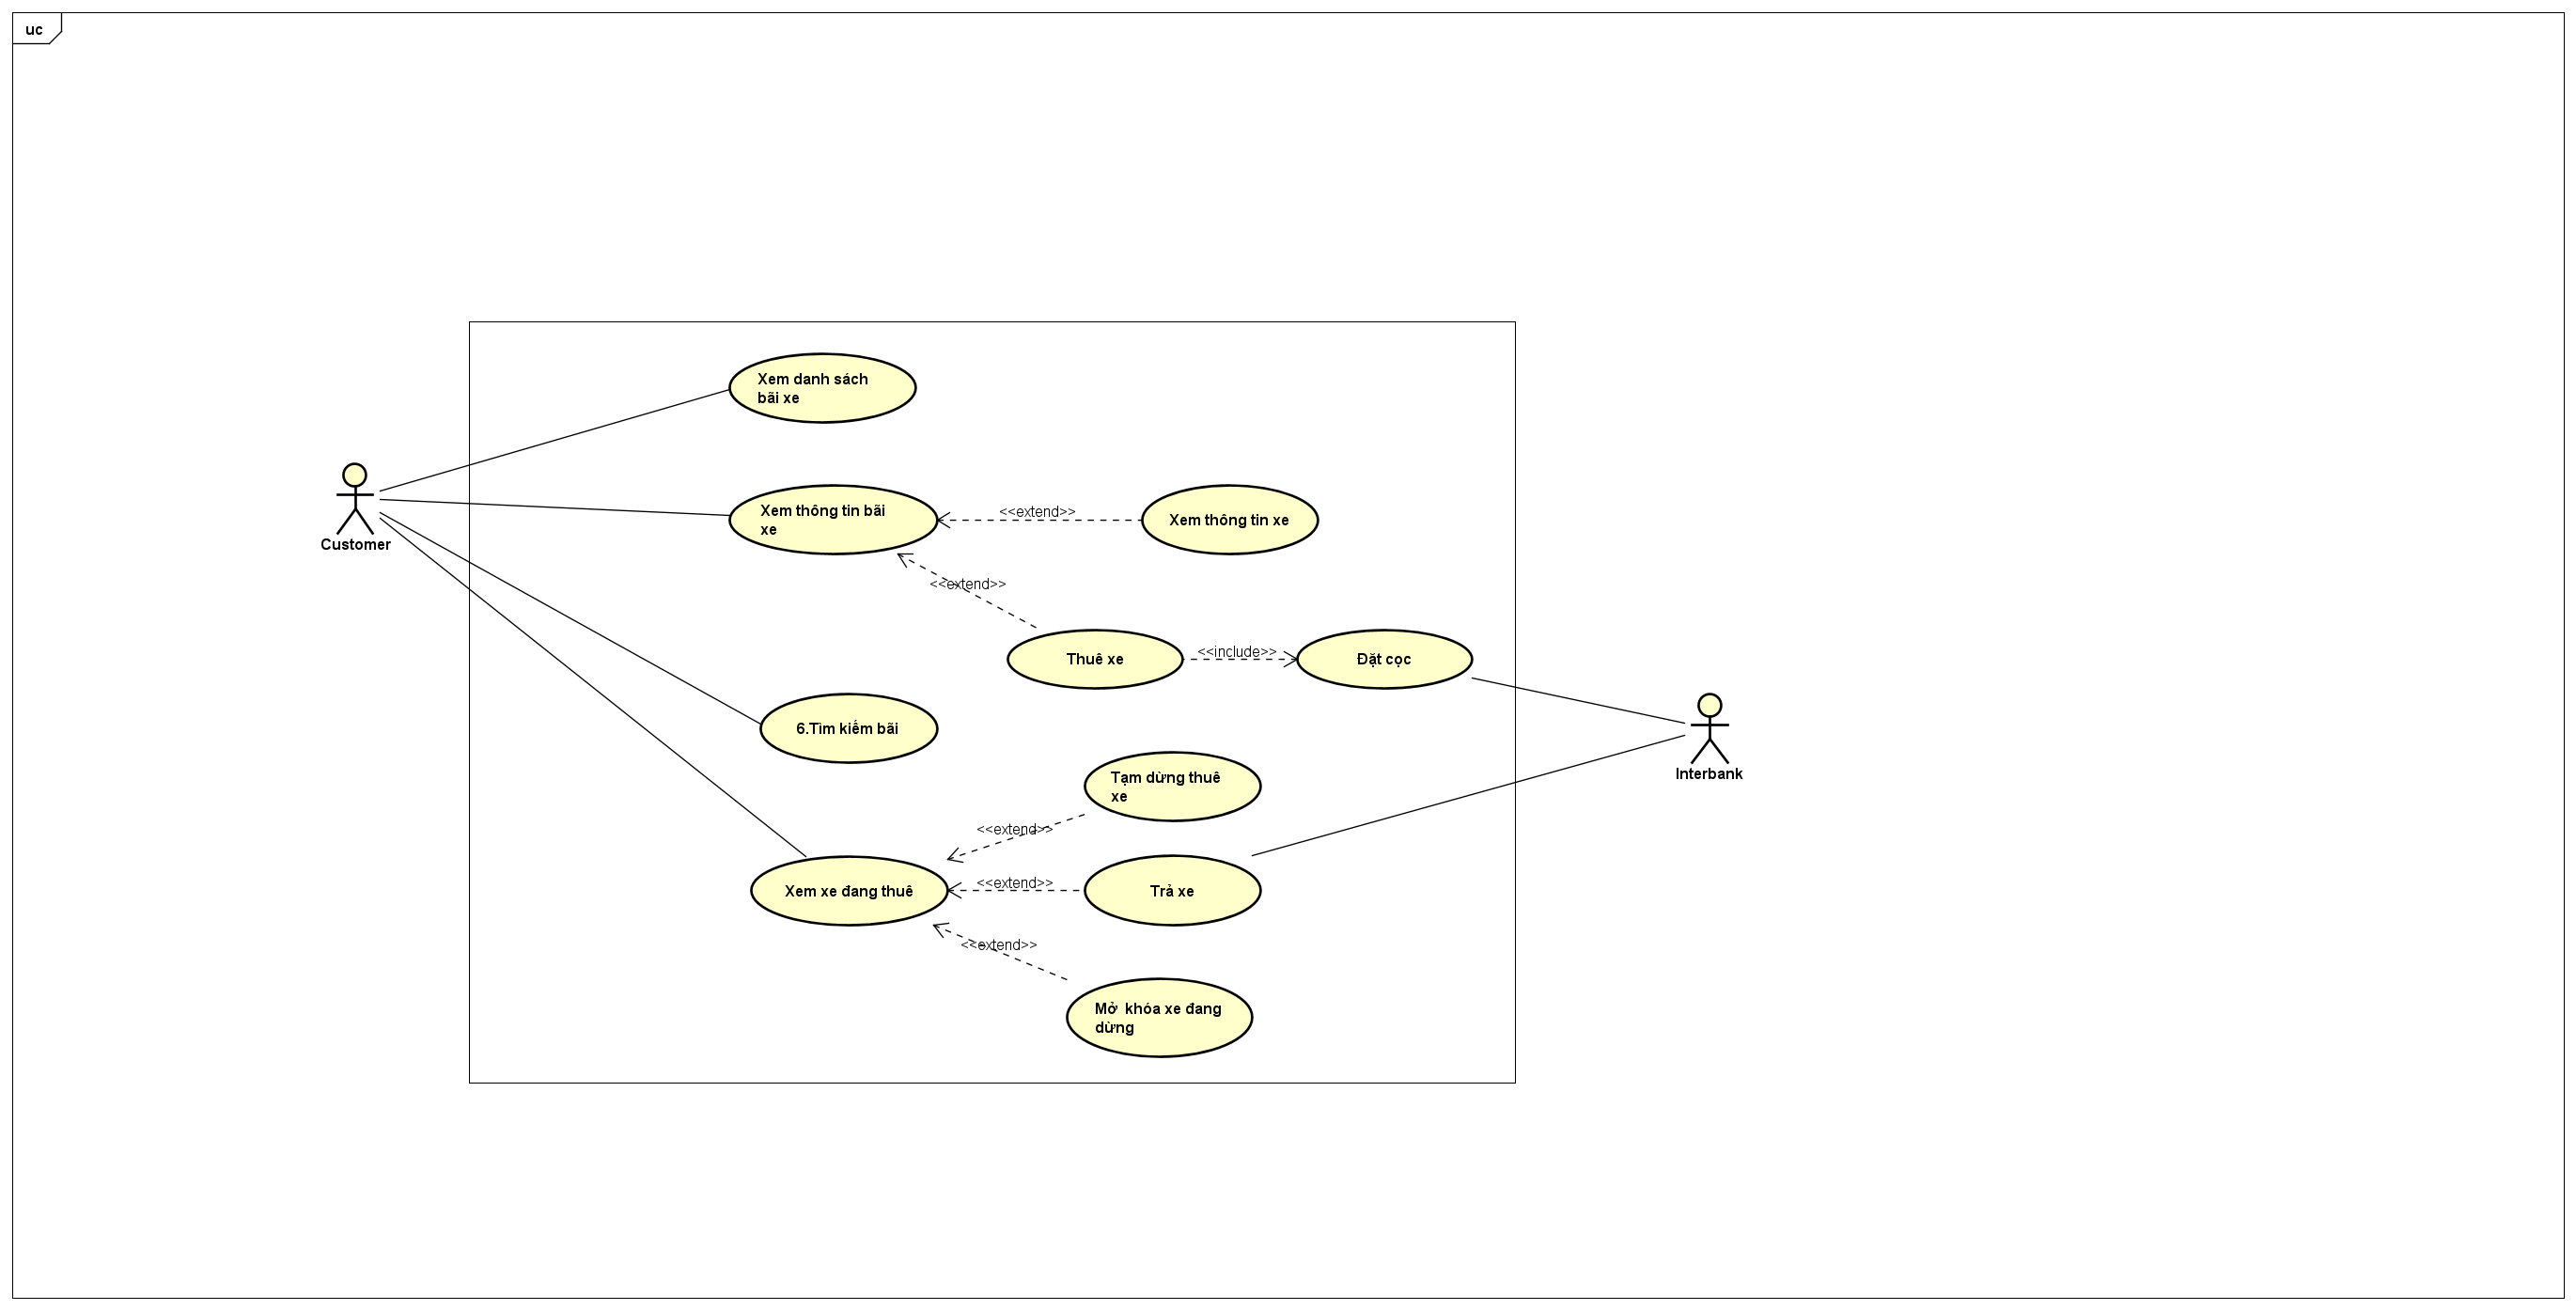 uc
Xem danh sách
bãi xe
Customer
Xem thông tin bãi
xe
<<extend>>
Xem thông tin xe
<<extend>>
Thuê xe
<<include>>
Đặt cọc
6.Tìm kiếm bãi
Interbank
Tạm dừng thuê
xe
<<extend>>
Xem xe đang thuê
<<extend>>
Trả xe
<<extend>>
Mở  khóa xe đang
dừng